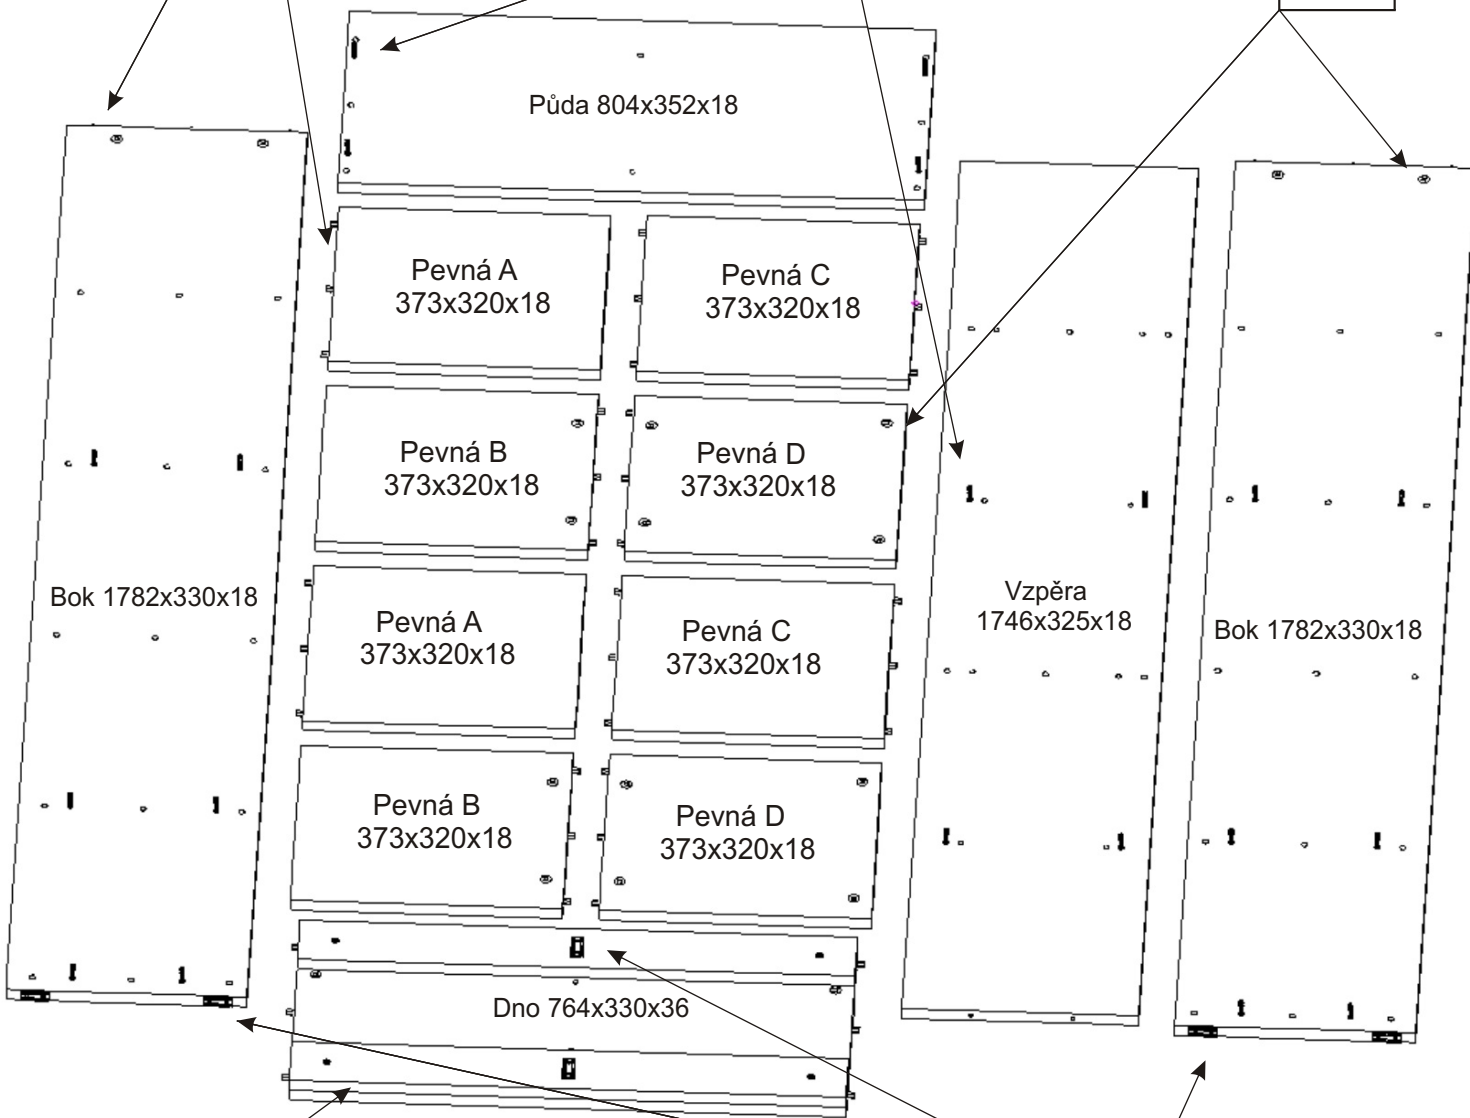 Půda 804x352x18
Pevná A
373x320x18
Pevná C
373x320x18
Pevná B
373x320x18
Pevná D
373x320x18
Bok 1782x330x18
Vzpěra
1746x325x18
Bok 1782x330x18
Pevná A
373x320x18
Pevná C
373x320x18
Pevná B
373x320x18
Pevná D
373x320x18
Dno 764x330x36